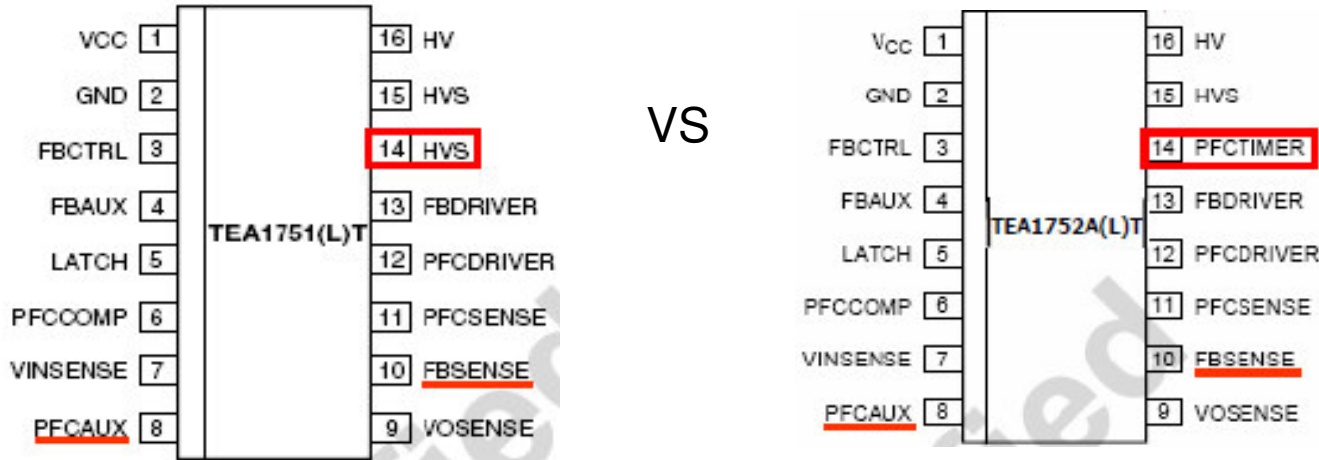 VCC 1
GND 2
FBCTRL 3
FBAUX 4
LATCH 5
PFCCOMP 6
VINSENSE 7
PFCAUX 8
TEA1751(L)T
16 HV
15 HVS
14 HVS
13 FBDRIVER
12 PFCDRIVER
11 PFCSENSE
10 FBSENSE
9 VOSENSE
VS
VCC 1
GND 2
FBCTRL 3
FBAUX 4
LATCH 5
PFCCOMP 6
VINSENSE 7
PFCAUX 8
TEA1752A(L)T
16 HV
15 HVS
14 PFCTIMER
13 FBDRIVER
12 PFCDRIVER
11 PFCSENSE
10 FBSENSE
9 VOSENSE